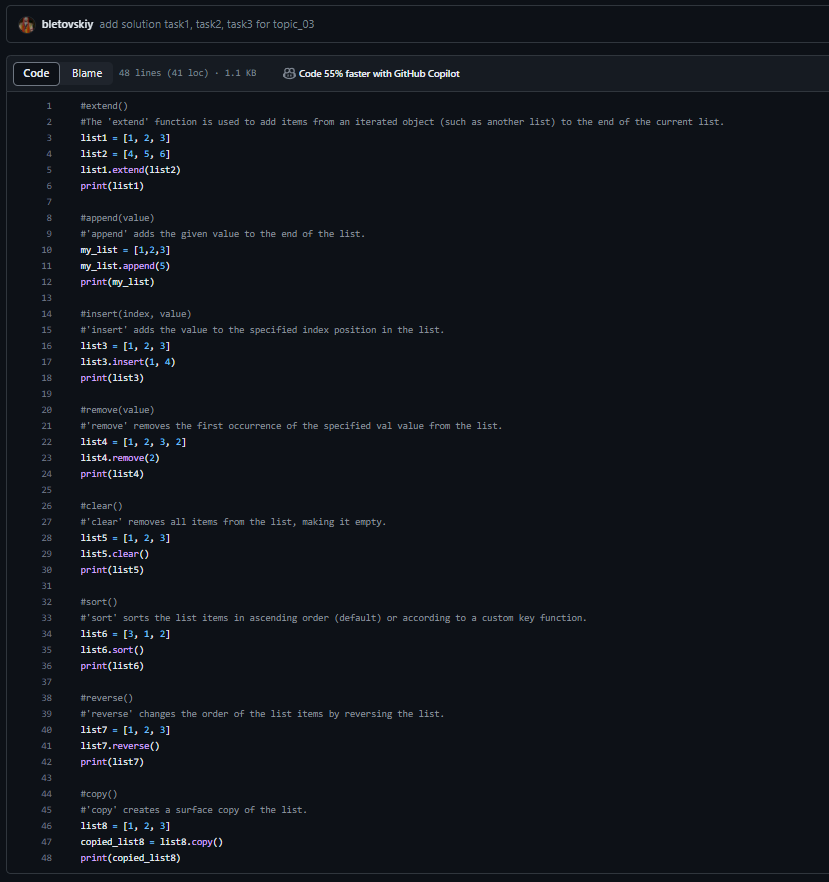 bletovskiy add solution task1, task2, task3 for topic_03
Code Blame 48 lines (41 loc) · 1.1 KB Code 55% faster with GitHub Copilot
1 #extend()
2 #The 'extend' function is used to add items from an iterated object (such as another list) to the end of the current list.
3 list1 = [1, 2, 3]
4 list2 = [4, 5, 6]
5 list1.extend(list2)
6 print(list1)
7
8 #append(value)
9 #'append' adds the given value to the end of the list.
10 my_list = [1,2,3]
11 my_list.append(5)
12 print(my_list)
13
14 #insert(index, value)
15 #'insert' adds the value to the specified index position in the list.
16 list3 = [1, 2, 3]
17 list3.insert(1, 4)
18 print(list3)
19
20 #remove(value)
21 #'remove' removes the first occurrence of the specified val value from the list.
22 list4 = [1, 2, 3, 2]
23 list4.remove(2)
24 print(list4)
25
26 #clear()
27 #'clear' removes all items from the list, making it empty.
28 list5 = [1, 2, 3]
29 list5.clear()
30 print(list5)
31
32 #sort()
33 #'sort' sorts the list items in ascending order (default) or according to a custom key function.
34 list6 = [3, 1, 2]
35 list6.sort()
36 print(list6)
37
38 #reverse()
39 #'reverse' changes the order of the list items by reversing the list.
40 list7 = [1, 2, 3]
41 list7.reverse()
42 print(list7)
43
44 #copy()
45 #'copy' creates a surface copy of the list.
46 list8 = [1, 2, 3]
47 copied_list8 = list8.copy()
48 print(copied_list8)